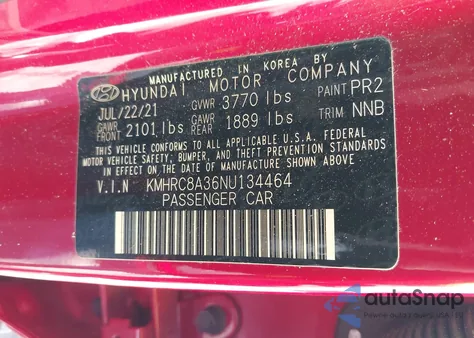 MANUFACTURED IN KOREA BY
HYUNDAI MOTOR COMPANY
JUL/22/21 GVWR 3770 lbs PAINT PR2
GAWR FRONT 2101 lbs GAWR REAR 1889 lbs TRIM NNB
THIS VEHICLE CONFORMS TO ALL APPLICABLE U.S.A. FEDERAL
MOTOR VEHICLE SAFETY, BUMPER, AND THEFT PREVENTION STANDARDS
IN EFFECT ON THE DATE OF MANUFACTURE SHOWN ABOVE.
V.I.N KMHRC8A36NU134464
PASSENGER CAR
autoSnap